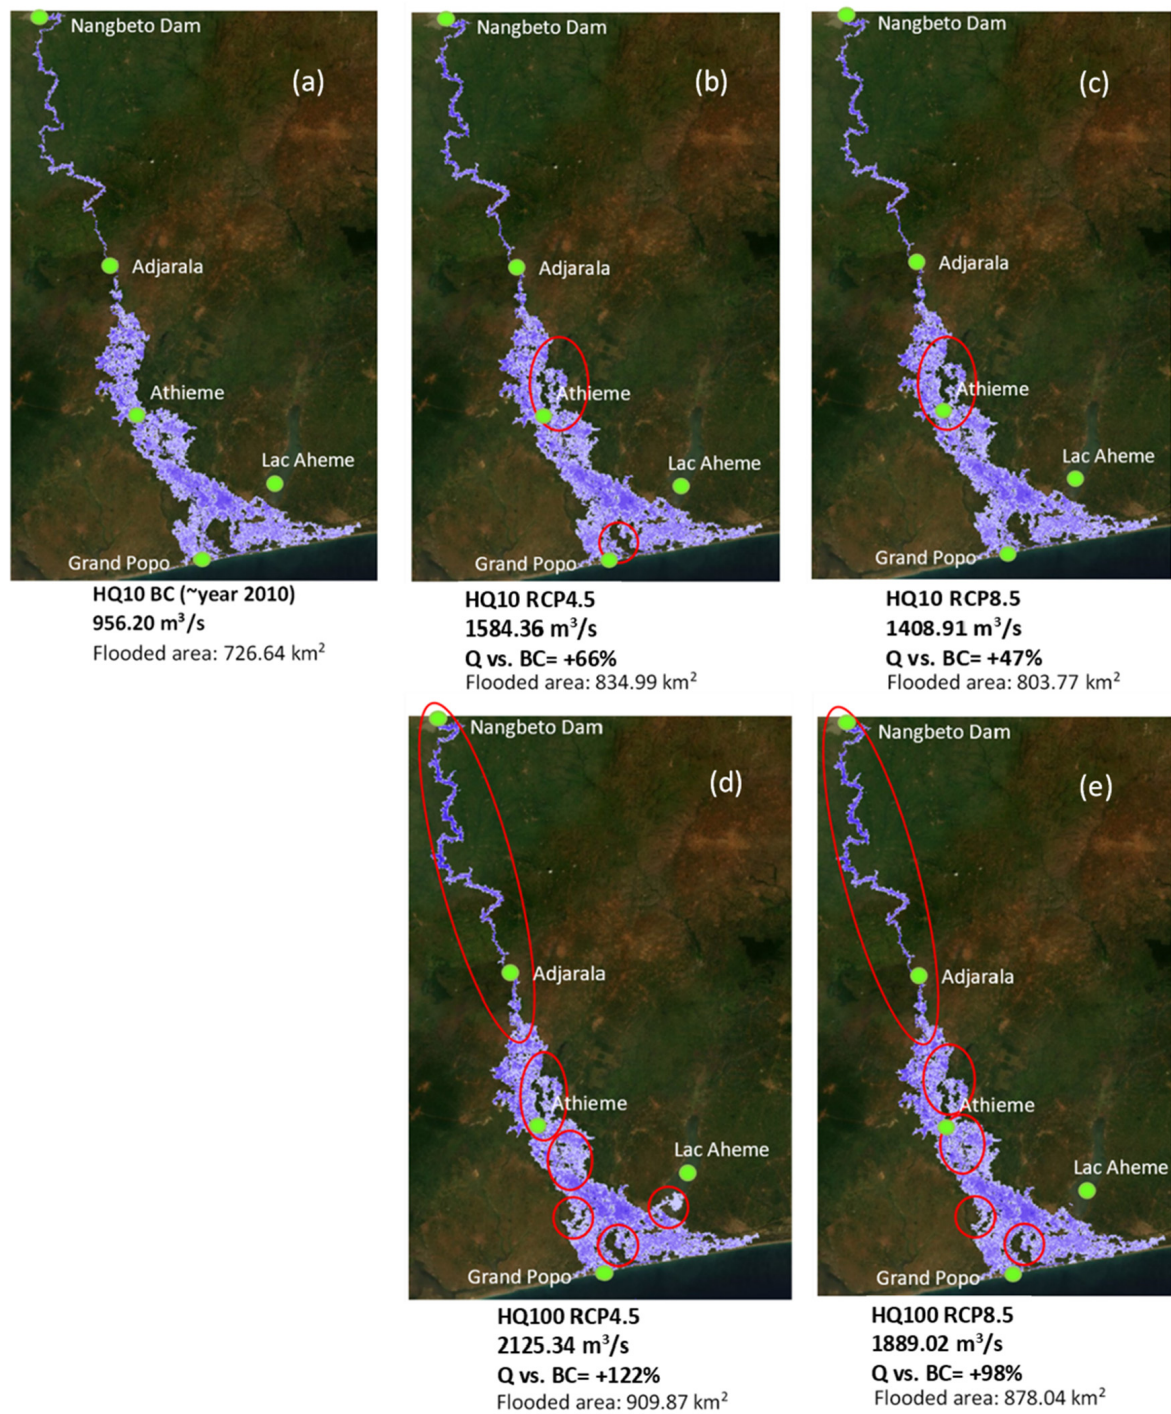 Nangbeto Dam
(a)
Adjarala
Athieme
Lac Aheme
Grand Popo
HQ10 BC (~year 2010)
956.20 m³/s
Flooded area: 726.64 km²
Nangbeto Dam
(b)
Adjarala
Athieme
Lac Aheme
Grand Popo
HQ10 RCP4.5
1584.36 m³/s
Q vs. BC= +66%
Flooded area: 834.99 km²
Nangbeto Dam
(c)
Adjarala
Athieme
Lac Aheme
Grand Popo
HQ10 RCP8.5
1408.91 m³/s
Q vs. BC= +47%
Flooded area: 803.77 km²
Nangbeto Dam
(d)
Adjarala
Athieme
Lac Aheme
Grand Popo
HQ100 RCP4.5
2125.34 m³/s
Q vs. BC= +122%
Flooded area: 909.87 km²
Nangbeto Dam
(e)
Adjarala
Athieme
Lac Aheme
Grand Popo
HQ100 RCP8.5
1889.02 m³/s
Q vs. BC= +98%
Flooded area: 878.04 km²